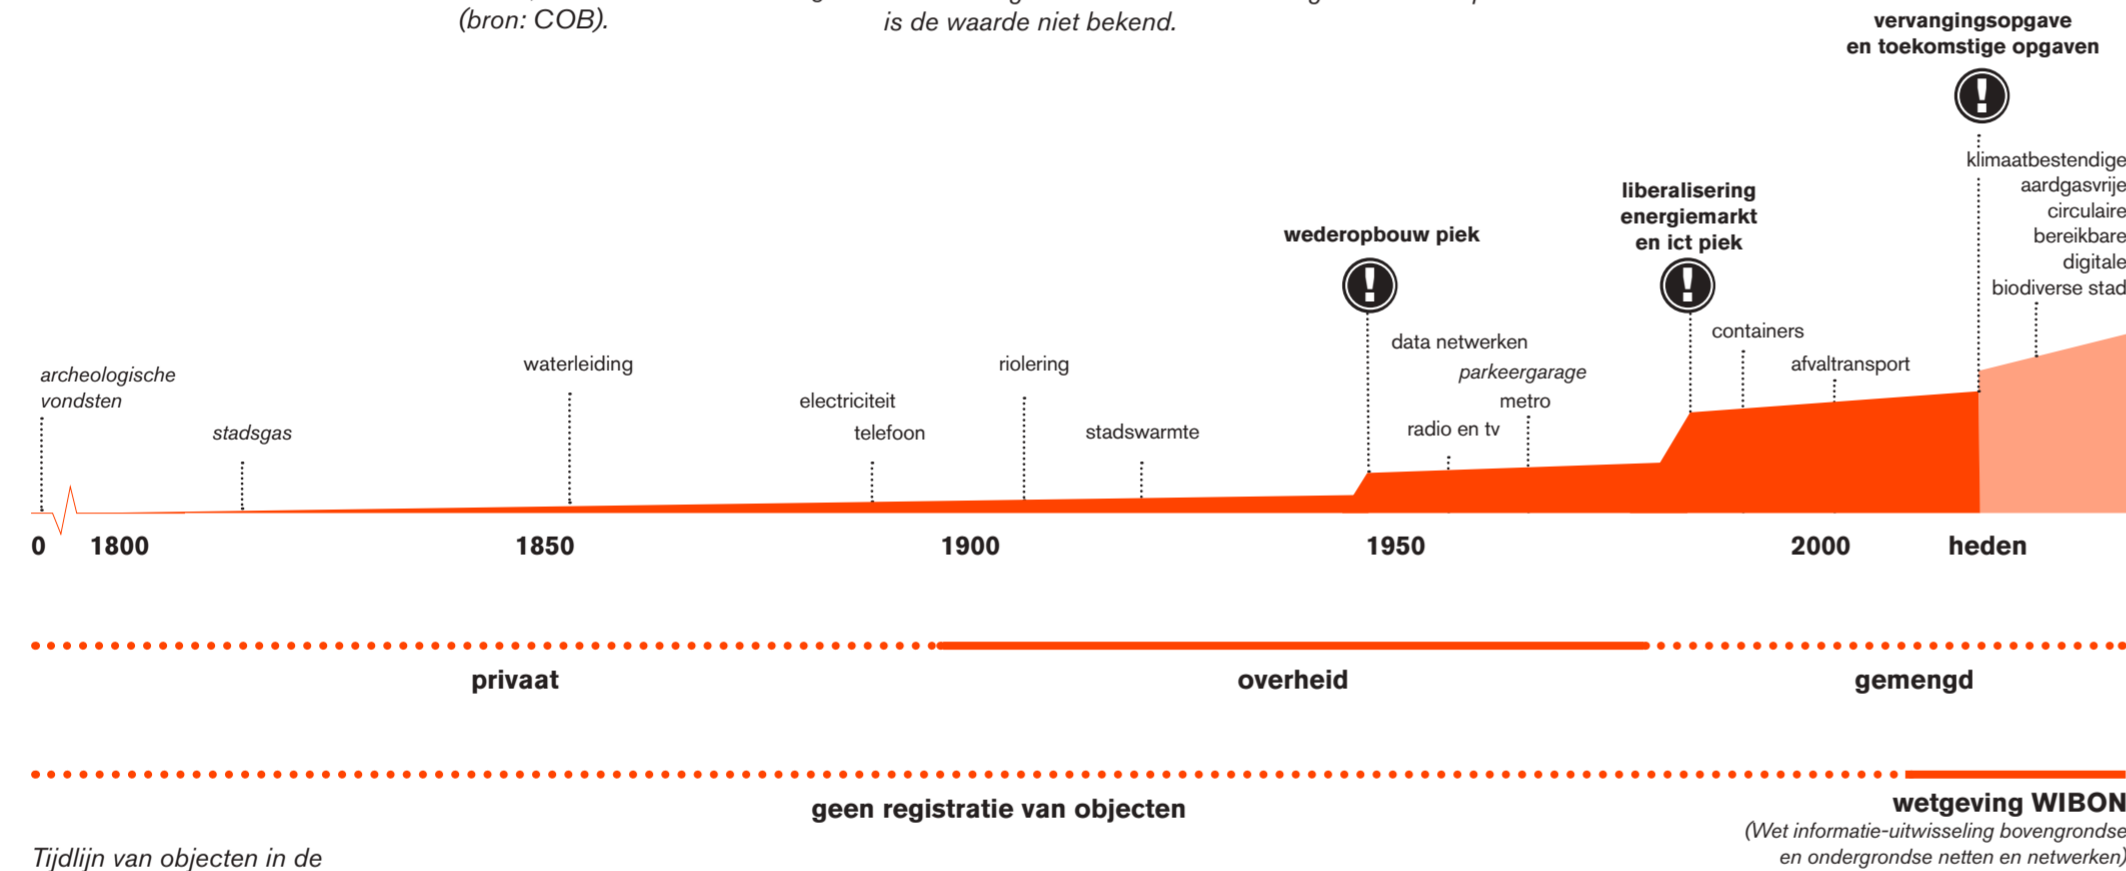 (bron: COB).
is de waarde niet bekend.
vervangingsopgave
en toekomstige opgaven
!
klimaatbestendige
aardgasvrije
circulaire
bereikbare
digitale
biodiverse stad
liberalisering
energiemarkt
en ict piek
!
wederopbouw piek
!
containers
data netwerken
afvaltransport
parkeergarage
metro
radio en tv
archeologische
vondsten
stadsgas
waterleiding
electriciteit
telefoon
riolering
stadswarmte
0 1800 1850 1900 1950 2000 heden
privaat overheid gemengd
geen registratie van objecten
wetgeving WIBON
(Wet informatie-uitwisseling bovengrondse
en ondergrondse netten en netwerken)
Tijdlijn van objecten in de